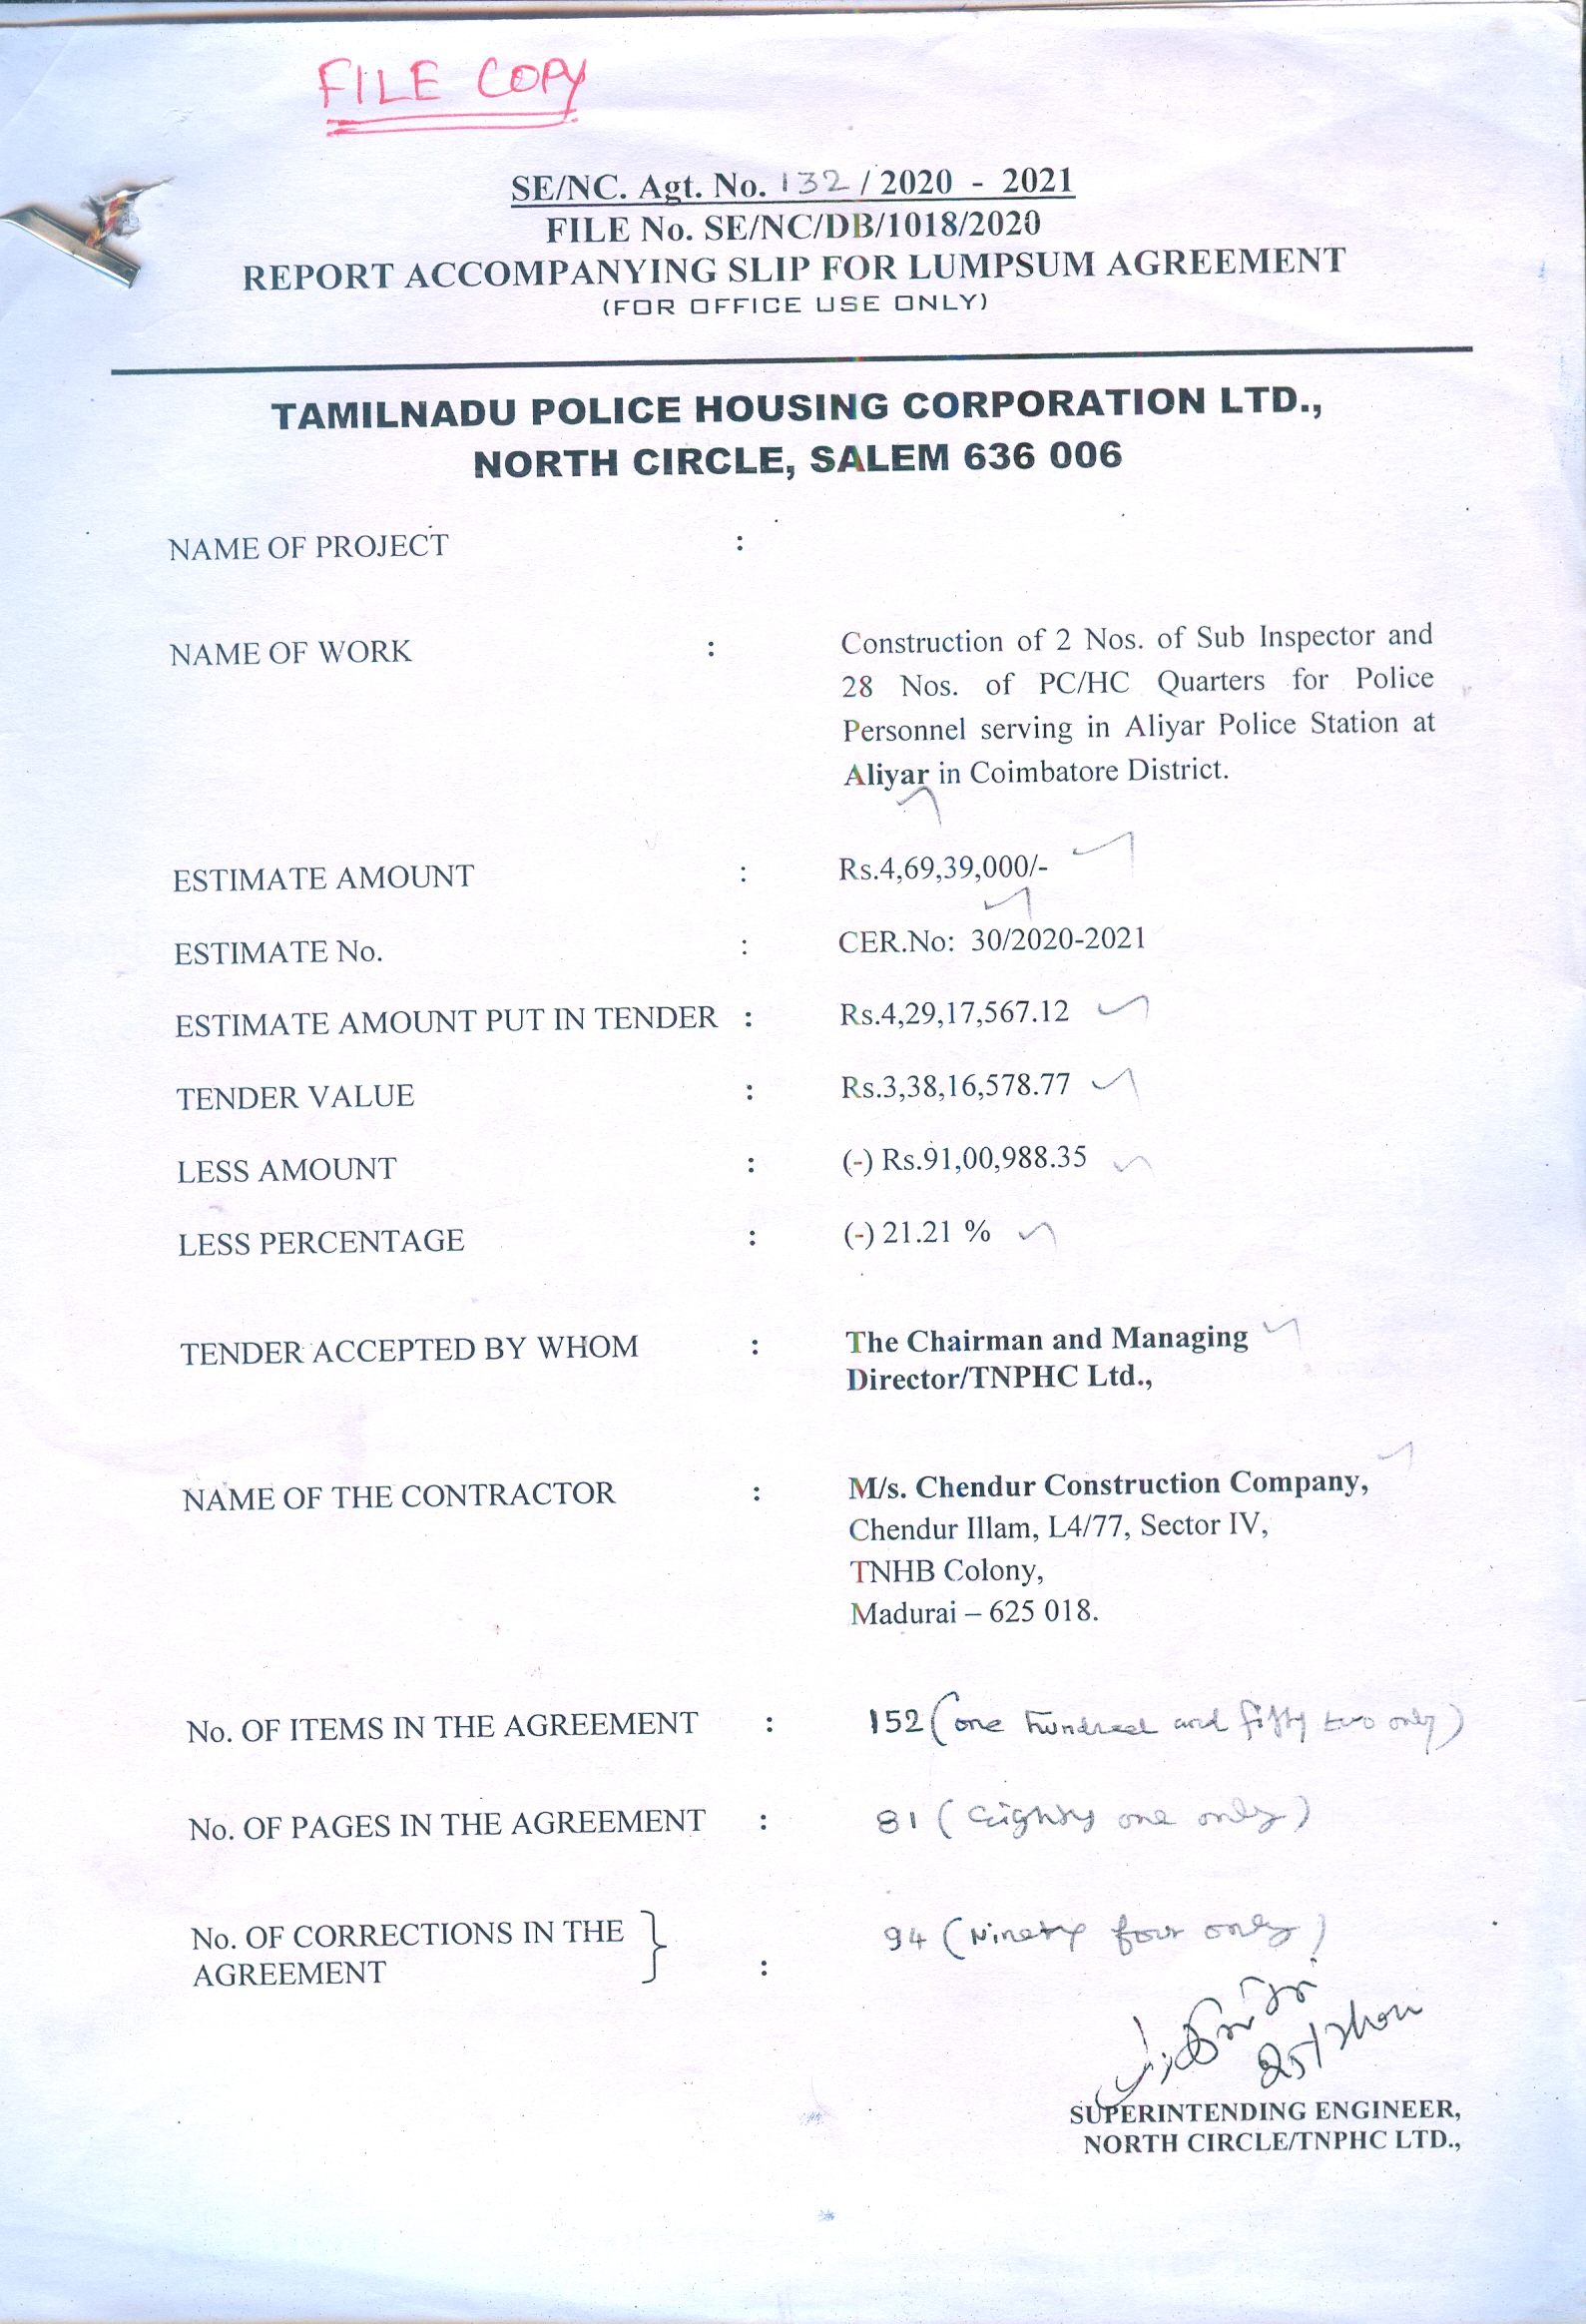 FILE COPY
SE/NC. Agt. No. 132 / 2020 - 2021
FILE No. SE/NC/DB/1018/2020
REPORT ACCOMPANYING SLIP FOR LUMPSUM AGREEMENT
(FOR OFFICE USE ONLY)
TAMILNADU POLICE HOUSING CORPORATION LTD.,
NORTH CIRCLE, SALEM 636 006
NAME OF PROJECT :
NAME OF WORK : Construction of 2 Nos. of Sub Inspector and
28 Nos. of PC/HC Quarters for Police
Personnel serving in Aliyar Police Station at
Aliyar in Coimbatore District.
ESTIMATE AMOUNT : Rs.4,69,39,000/-
ESTIMATE No. : CER.No: 30/2020-2021
ESTIMATE AMOUNT PUT IN TENDER : Rs.4,29,17,567.12
TENDER VALUE : Rs.3,38,16,578.77
LESS AMOUNT : (-) Rs.91,00,988.35
LESS PERCENTAGE : (-) 21.21 %
TENDER ACCEPTED BY WHOM : The Chairman and Managing
Director/TNPHC Ltd.,
NAME OF THE CONTRACTOR : M/s. Chendur Construction Company,
Chendur Illam, L4/77, Sector IV,
TNHB Colony,
Madurai – 625 018.
No. OF ITEMS IN THE AGREEMENT : 152 (one hundred and fifty two only)
No. OF PAGES IN THE AGREEMENT : 81 (Eighty one only)
No. OF CORRECTIONS IN THE } 94 (Ninety four only)
AGREEMENT :
SUPERINTENDING ENGINEER,
NORTH CIRCLE/TNPHC LTD.,